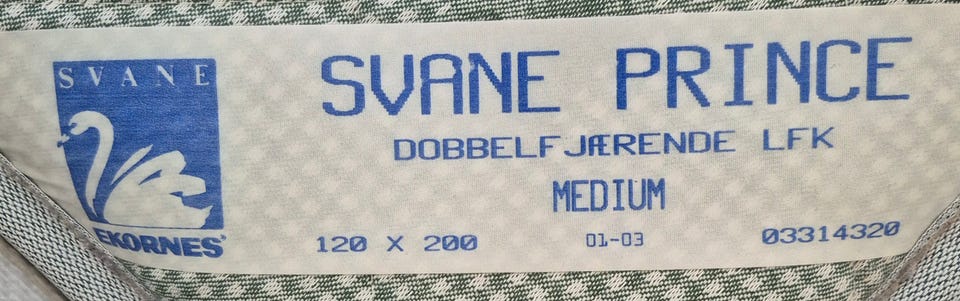 SVANE
EKORNES®
SVANE PRINCE
DOBBELFJÆRENDE LFK
MEDIUM
120 X 200 01-03 03314320